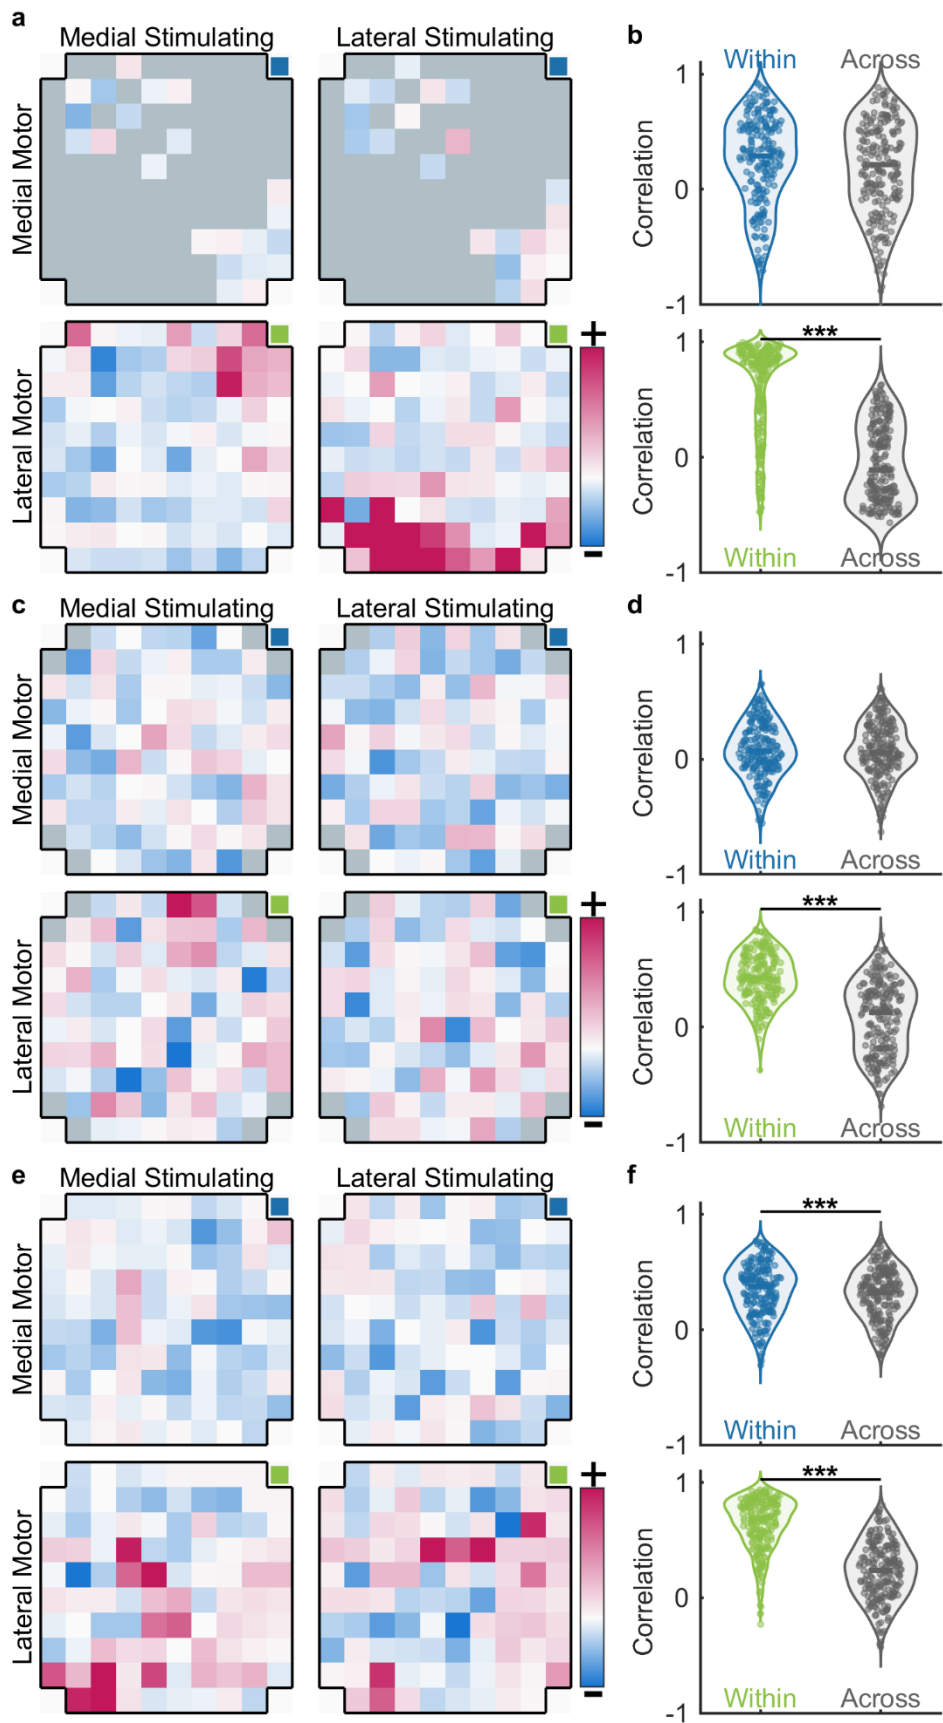 a
Medial Stimulating
Lateral Stimulating
Medial Motor
Lateral Motor
+
−
b
Within
Across
1
0
-1
Correlation
***
1
0
-1
Correlation
Within
Across
c
Medial Stimulating
Lateral Stimulating
Medial Motor
Lateral Motor
+
−
d
1
0
-1
Correlation
Within
Across
***
1
0
-1
Correlation
Within
Across
e
Medial Stimulating
Lateral Stimulating
Medial Motor
Lateral Motor
+
−
f
***
1
0
-1
Correlation
Within
Across
***
1
0
-1
Correlation
Within
Across